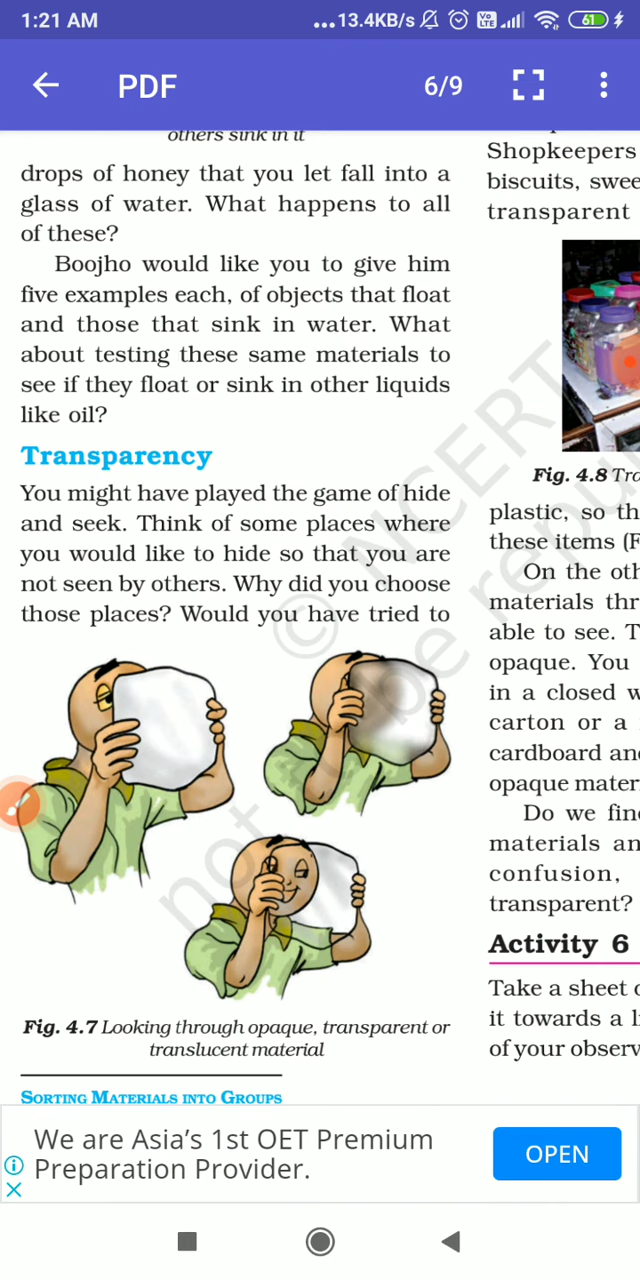 1:21 AM
...13.4KB/s
Vo
LTE
61
PDF
6/9
others sink in it
drops of honey that you let fall into a
glass of water. What happens to all
of these?
Boojho would like you to give him
five examples each, of objects that float
and those that sink in water. What
about testing these same materials to
see if they float or sink in other liquids
like oil?
Transparency
You might have played the game of hide
and seek. Think of some places where
you would like to hide so that you are
not seen by others. Why did you choose
those places? Would you have tried to
Fig. 4.7 Looking through opaque, transparent or
translucent material
SORTING MATERIALS INTO GROUPS
Shopkeepers
biscuits, swee
transparent
Fig. 4.8 Tra
plastic, so th
these items (F
On the oth
materials thr
able to see. T
opaque. You
in a closed w
carton or a
cardboard an
opaque mater
Do we fin
materials an
confusion,
transparent?
Activity 6
Take a sheet o
it towards a li
of your observ
© NCERT
not to be repu
We are Asia's 1st OET Premium
Preparation Provider.
OPEN